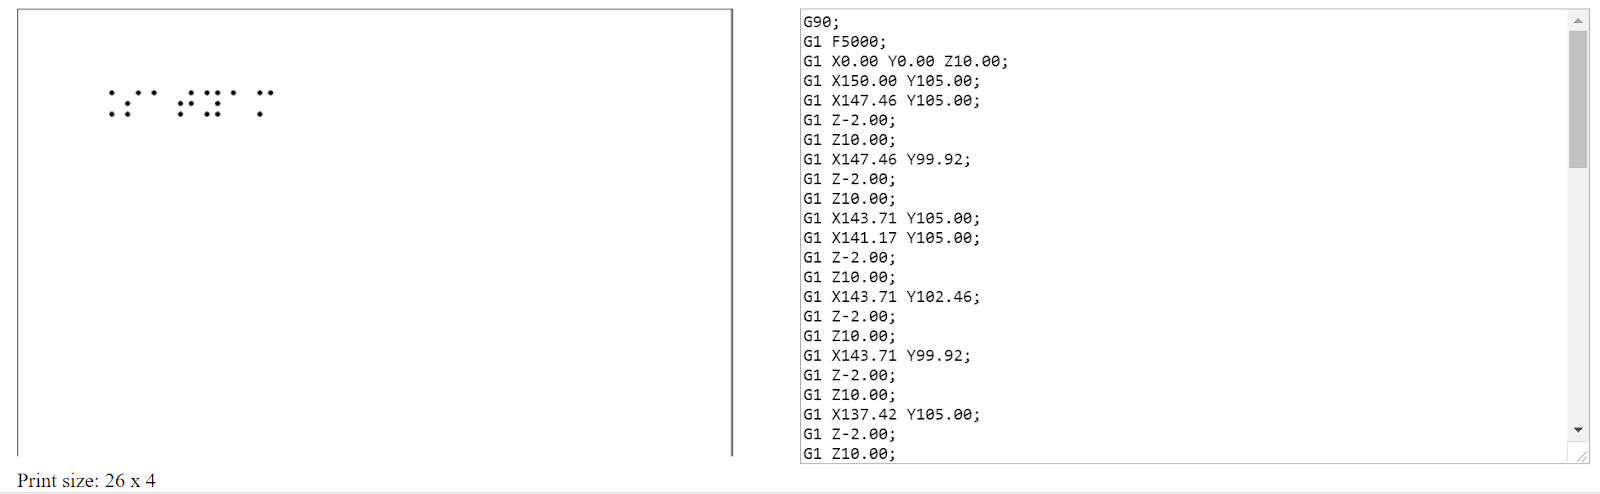 ⠨⠎⠁⠞⠽⠁⠍
Print size: 26 x 4
G90;
G1 F5000;
G1 X0.00 Y0.00 Z10.00;
G1 X150.00 Y105.00;
G1 X147.46 Y105.00;
G1 Z-2.00;
G1 Z10.00;
G1 X147.46 Y99.92;
G1 Z-2.00;
G1 Z10.00;
G1 X143.71 Y105.00;
G1 X141.17 Y105.00;
G1 Z-2.00;
G1 Z10.00;
G1 X143.71 Y102.46;
G1 Z-2.00;
G1 Z10.00;
G1 X143.71 Y99.92;
G1 Z-2.00;
G1 Z10.00;
G1 X137.42 Y105.00;
G1 Z-2.00;
G1 Z10.00;